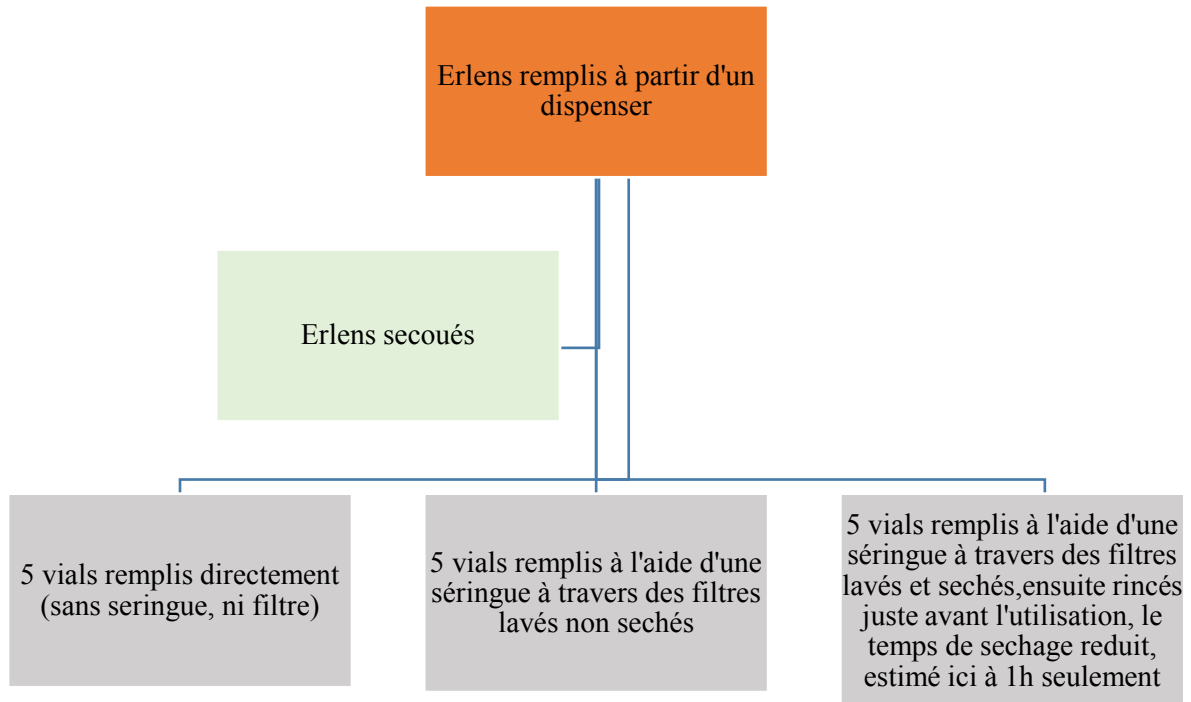 Erlens remplis à partir d'un
dispenser
Erlens secoués
5 vials remplis directement
(sans seringue, ni filtre)
5 vials remplis à l'aide d'une
séringue à travers des filtres
lavés non sechés
5 vials remplis à l'aide d'une
séringue à travers des filtres
lavés et sechés,ensuite rincés
juste avant l'utilisation, le
temps de sechage reduit,
estimé ici à 1h seulement